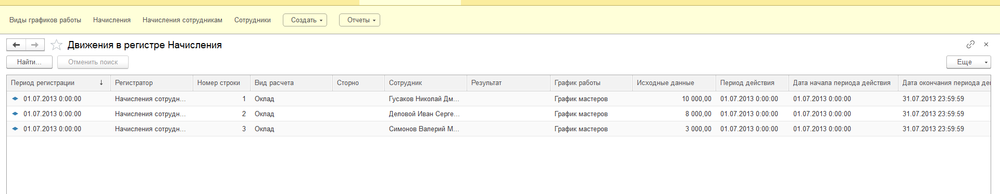 Виды графиков работы Начисления Начисления сотрудникам Сотрудники Создать Отчеты
Движения в регистре Начисления
Найти... Отменить поиск Еще
Период регистрации ↓ Регистратор Номер строки Вид расчета Сторно Сотрудник Результат График работы Исходные данные Период действия Дата начала периода действия Дата окончания периода де
01.07.2013 0:00:00 Начисления сотрудн... 1 Оклад Гусаков Николай Дм... График мастеров 10 000,00 01.07.2013 0:00:00 01.07.2013 0:00:00 31.07.2013 23:59:59
01.07.2013 0:00:00 Начисления сотрудн... 2 Оклад Деловой Иван Серге... График мастеров 8 000,00 01.07.2013 0:00:00 01.07.2013 0:00:00 31.07.2013 23:59:59
01.07.2013 0:00:00 Начисления сотрудн... 3 Оклад Симонов Валерий М... График мастеров 3 000,00 01.07.2013 0:00:00 01.07.2013 0:00:00 31.07.2013 23:59:59